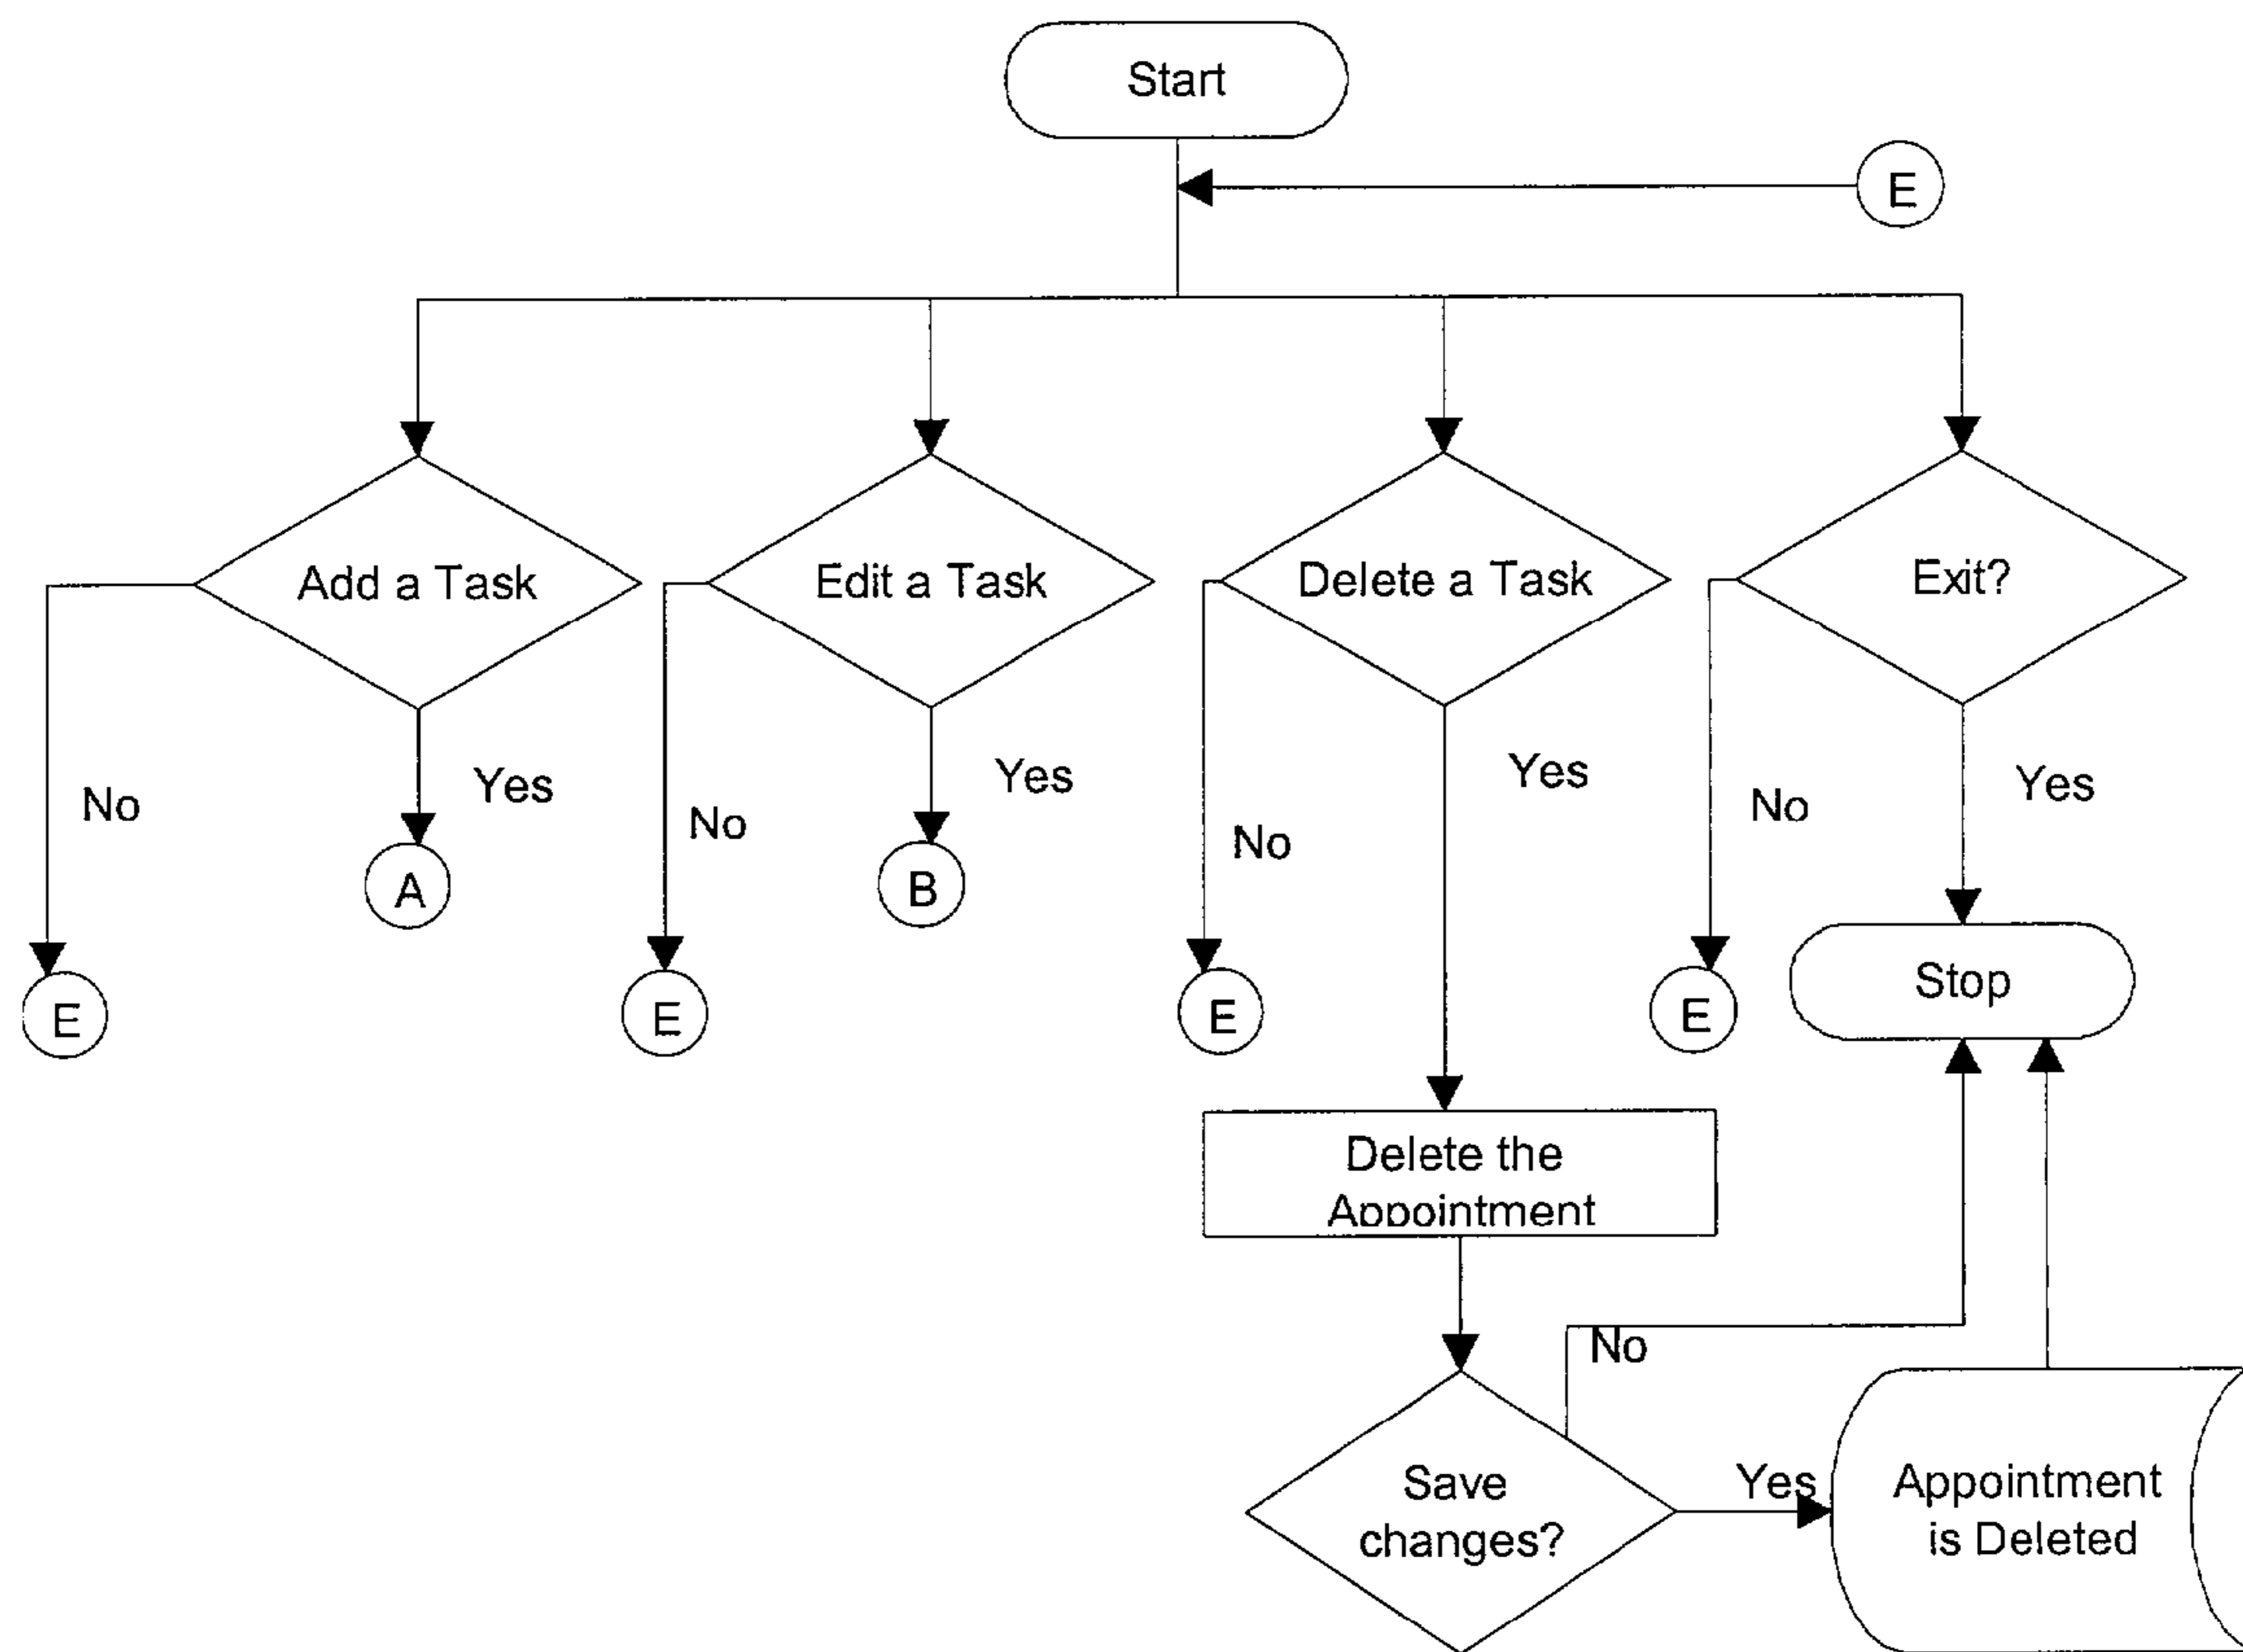 Start
E
Add a Task
Edit a Task
Delete a Task
Exit?
No
Yes
No
Yes
No
Yes
No
Yes
A
B
E
E
E
E
Stop
Delete the
Appointment
No
Save
changes?
Yes
Appointment
is Deleted